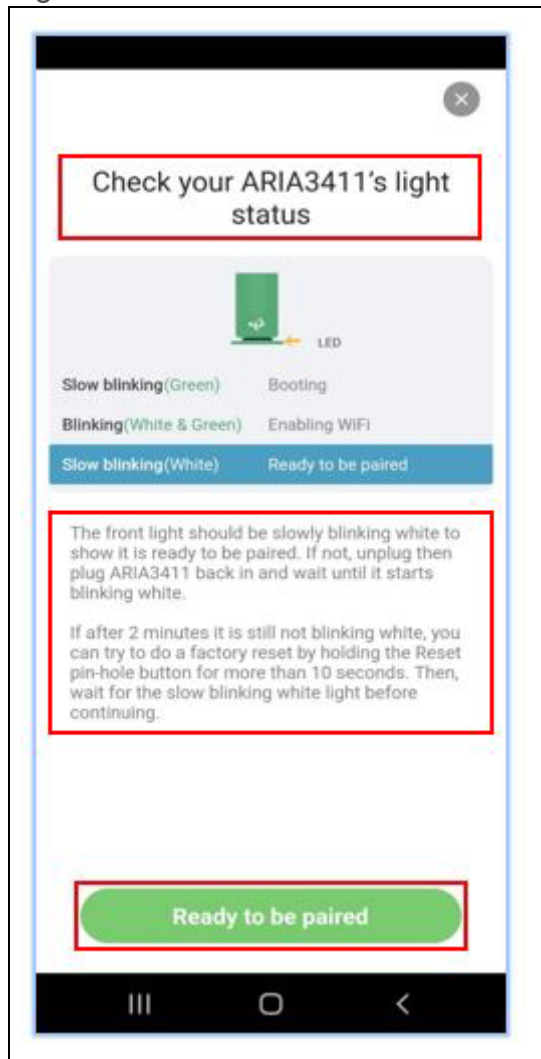 Check your ARIA3411's light
status
LED
Slow blinking(Green) Booting
Blinking(White & Green) Enabling WiFi
Slow blinking(White) Ready to be paired
The front light should be slowly blinking white to
show it is ready to be paired. If not, unplug then
plug ARIA3411 back in and wait until it starts
blinking white.
If after 2 minutes it is still not blinking white, you
can try to do a factory reset by holding the Reset
pin-hole button for more than 10 seconds. Then,
wait for the slow blinking white light before
continuing.
Ready to be paired